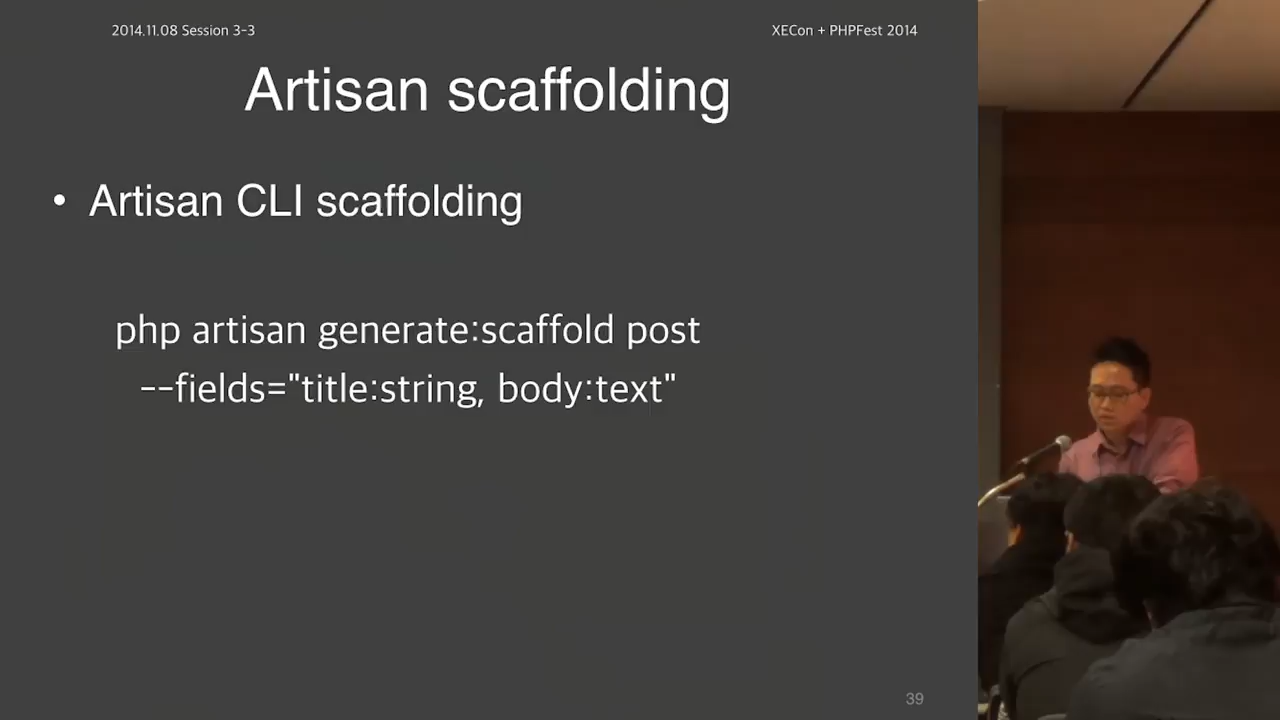 2014.11.08 Session 3-3
XECon + PHPFest 2014
Artisan scaffolding
• Artisan CLI scaffolding
php artisan generate:scaffold post
--fields="title:string, body:text"
39